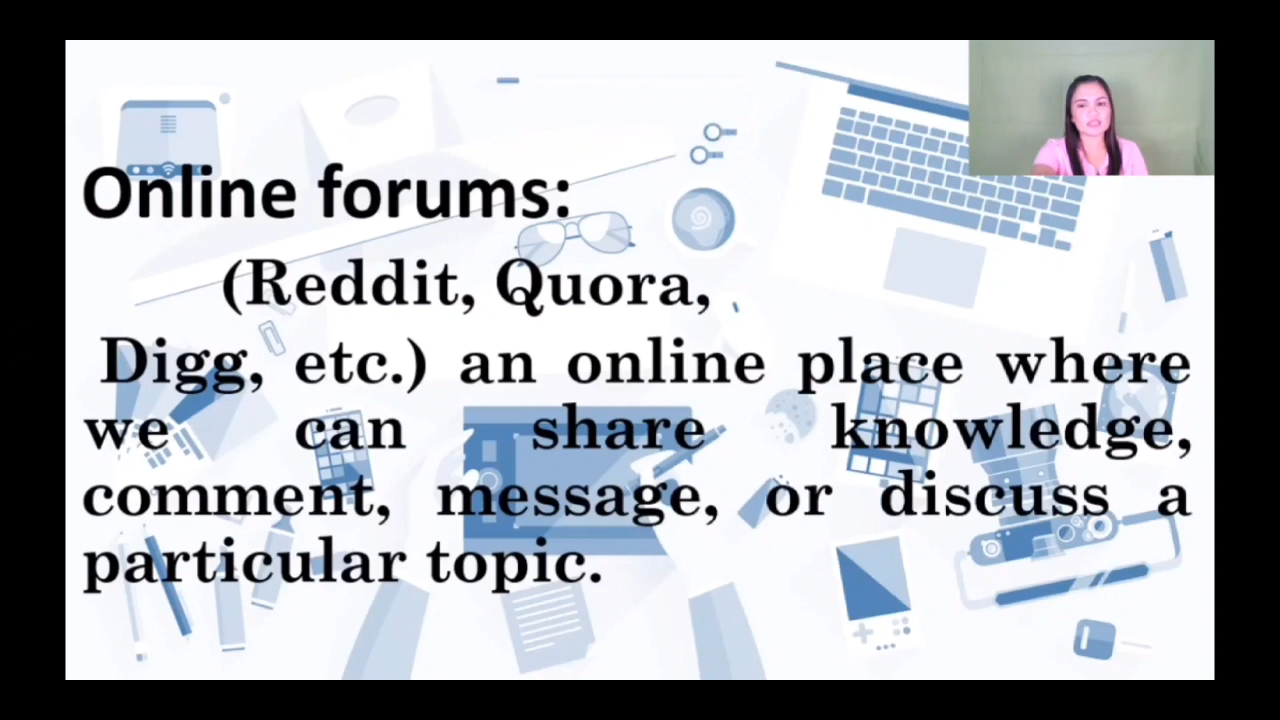 Online forums:
(Reddit, Quora,
Digg, etc.) an online place where
we can share knowledge,
comment, message, or discuss a
particular topic.